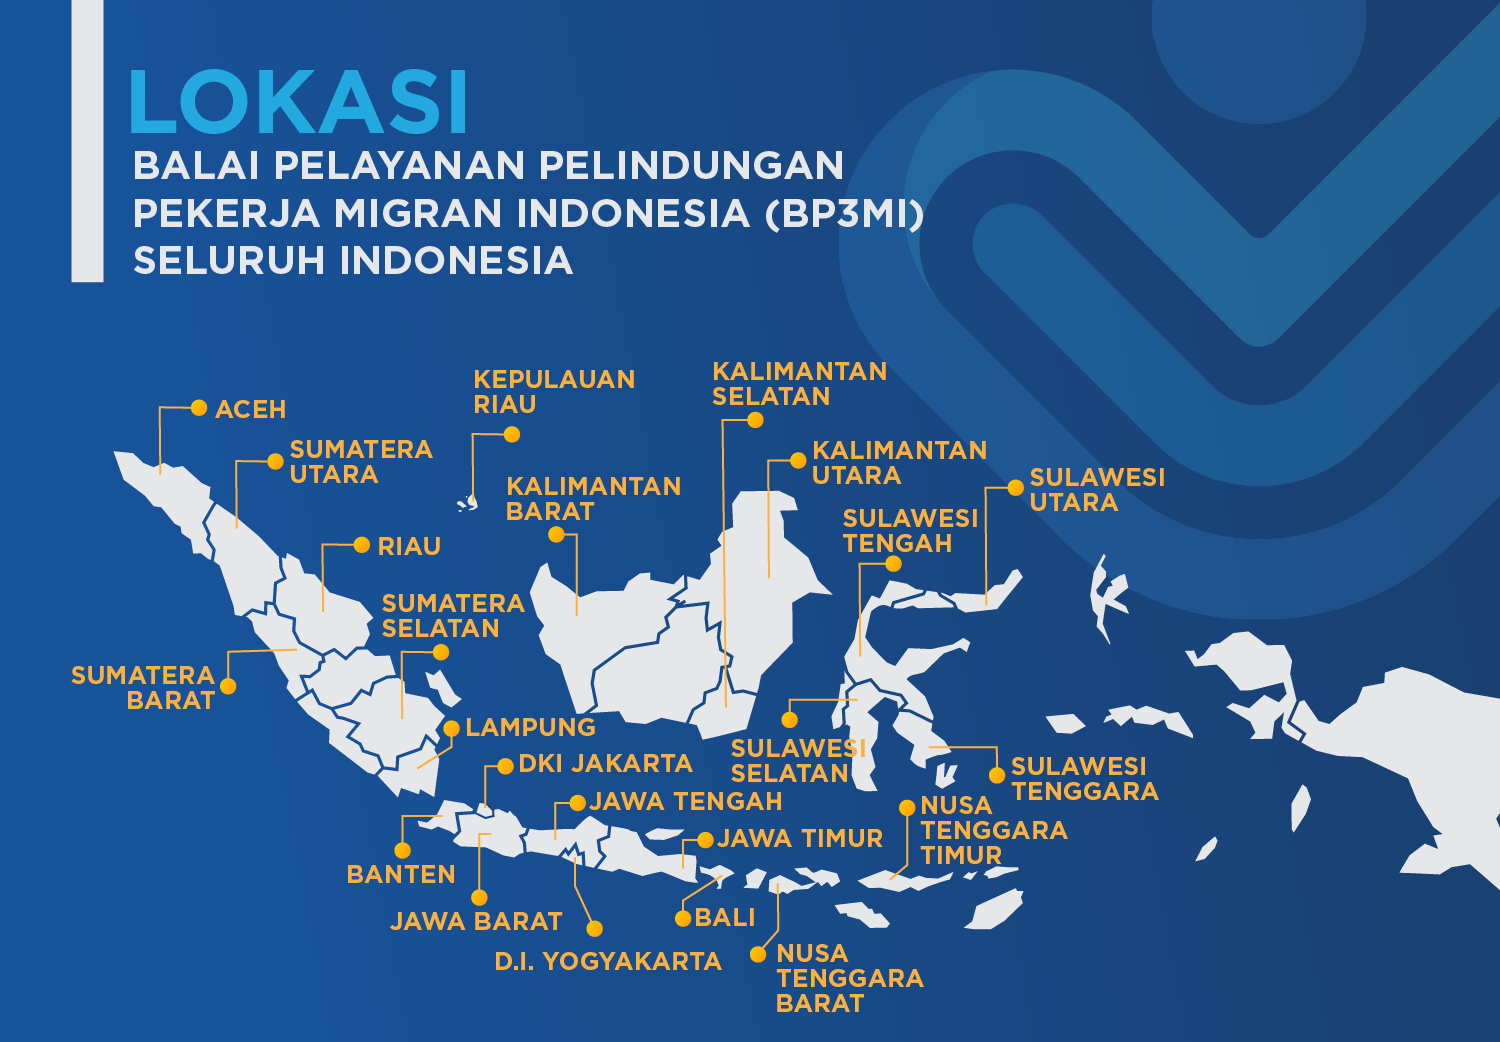 LOKASI
BALAI PELAYANAN PELINDUNGAN
PEKERJA MIGRAN INDONESIA (BP3MI)
SELURUH INDONESIA
ACEH
SUMATERA
UTARA
RIAU
SUMATERA
SELATAN
SUMATERA
BARAT
LAMPUNG
KEPULAUAN
RIAU
KALIMANTAN
BARAT
KALIMANTAN
SELATAN
KALIMANTAN
UTARA
SULAWESI
TENGAH
SULAWESI
UTARA
SULAWESI
SELATAN
SULAWESI
TENGGARA
DKI JAKARTA
JAWA TENGAH
JAWA TIMUR
NUSA
TENGGARA
TIMUR
BANTEN
JAWA BARAT
D.I. YOGYAKARTA
BALI
NUSA
TENGGARA
BARAT